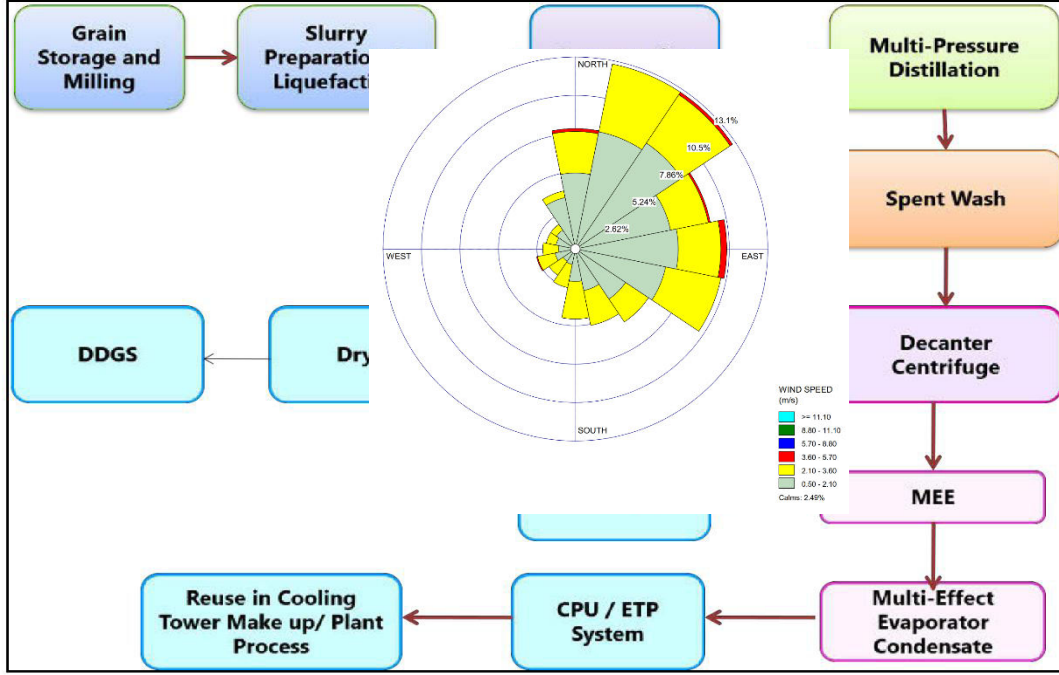 Grain
Storage and
Milling
Slurry
Preparation
Multi-Pressure
Distillation
NORTH
13.1%
10.5%
7.86%
5.24%
2.62%
WEST
EAST
SOUTH
WIND SPEED
(m/s)
>= 11.10
8.80 - 11.10
5.70 - 8.80
3.60 - 5.70
2.10 - 3.60
0.50 - 2.10
Calms: 2.49%
Spent Wash
DDGS
Decanter
Centrifuge
MEE
Reuse in Cooling
Tower Make up/ Plant
Process
CPU / ETP
System
Multi-Effect
Evaporator
Condensate